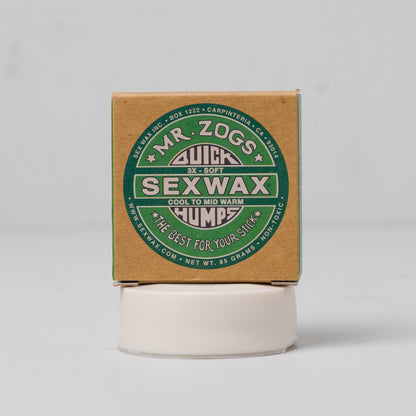 SEX WAX INC. • BOX 1222 • CARPINTERIA • CA • 93014
★ MR. ZOGS ★
QUICK
3X - SOFT
SEXWAX
COOL TO MID WARM
HUMPS
THE BEST FOR YOUR STICK
• WWW.SEXWAX.COM • NET WT. 85 GRAMS • NON-TOXIC •